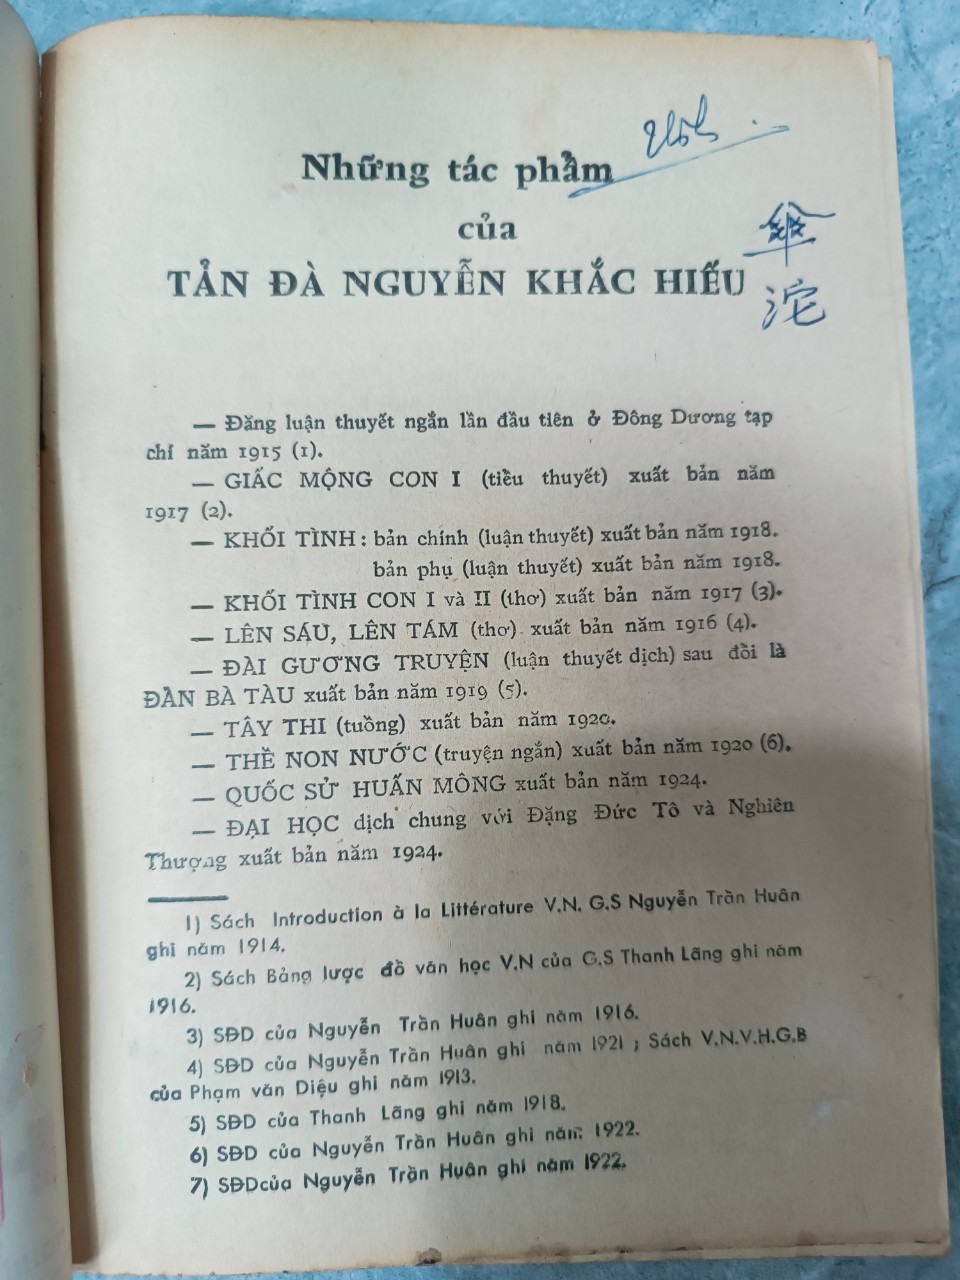 Những tác phẩm
của
TẢN ĐÀ NGUYỄN KHẮC HIẾU
傘
沱
— Đăng luận thuyết ngắn lần đầu tiên ở Đông Dương tạp
chí năm 1915 (1).
— GIẤC MỘNG CON I (tiểu thuyết) xuất bản năm
1917 (2).
— KHỐI TÌNH : bản chính (luận thuyết) xuất bản năm 1918.
bản phụ (luận thuyết) xuất bản năm 1918.
— KHỐI TÌNH CON I và II (thơ) xuất bản năm 1917 (3).
— LÊN SÁU, LÊN TÁM (thơ) xuất bản năm 1916 (4).
— ĐÀI GƯƠNG TRUYỆN (luận thuyết dịch) sau đổi là
ĐÀN BÀ TÀU xuất bản năm 1919 (5).
— TÂY THI (tuồng) xuất bản năm 1920.
— THỀ NON NƯỚC (truyện ngắn) xuất bản năm 1920 (6).
— QUỐC SỬ HUẤN MÔNG xuất bản năm 1924.
— ĐẠI HỌC dịch chung với Đặng Đức Tô và Nghiên
Thượng xuất bản năm 1924.
1) Sách Introduction à la Littérature V.N. G.S Nguyễn Trần Huân
ghi năm 1914.
2) Sách Bảng lược đồ văn học V.N của G.S Thanh Lãng ghi năm
1916.
3) SĐD của Nguyễn Trần Huân ghi năm 1916.
4) SĐD của Nguyễn Trần Huân ghi năm 1921 ; Sách V.N.V.H.G.B
của Phạm văn Diệu ghi năm 1913.
5) SĐD của Thanh Lãng ghi năm 1918.
6) SĐD của Nguyễn Trần Huân ghi năm 1922.
7) SĐDcủa Nguyễn Trần Huân ghi năm 1922.